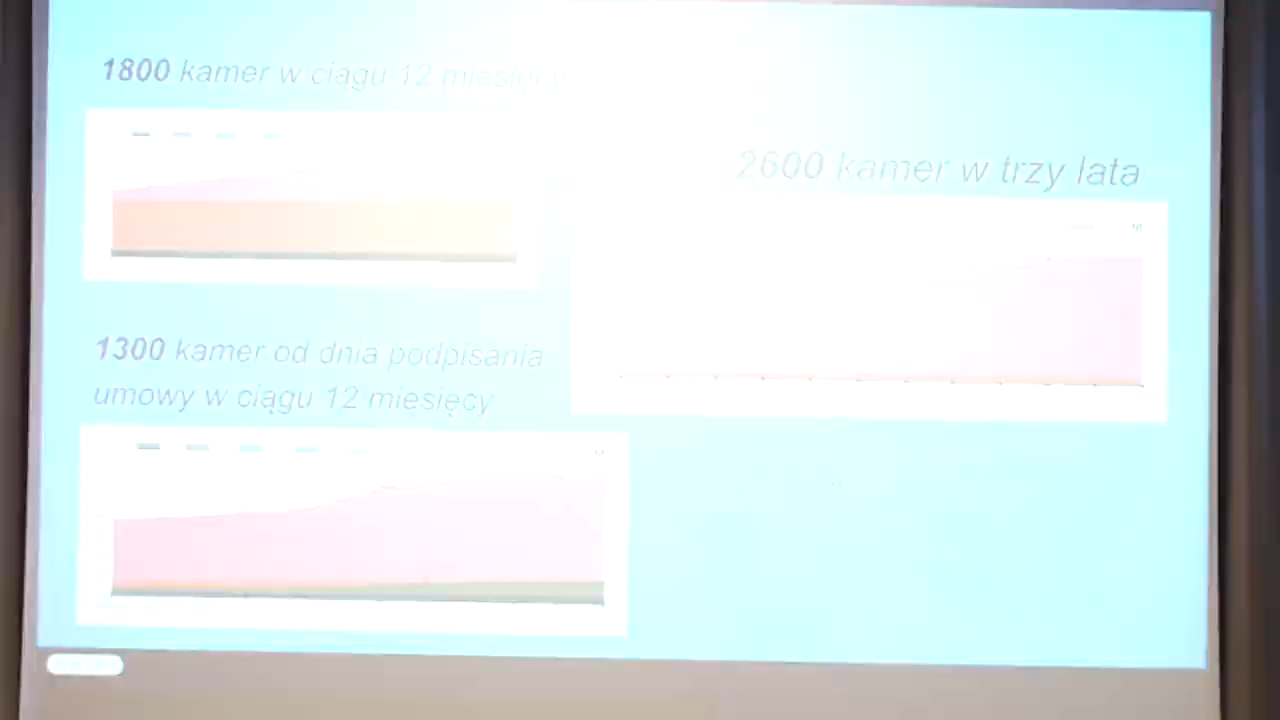 1800 kamer w ciągu 12 miesięcy
2600 kamer w trzy lata
1300 kamer od dnia podpisania
umowy w ciągu 12 miesięcy